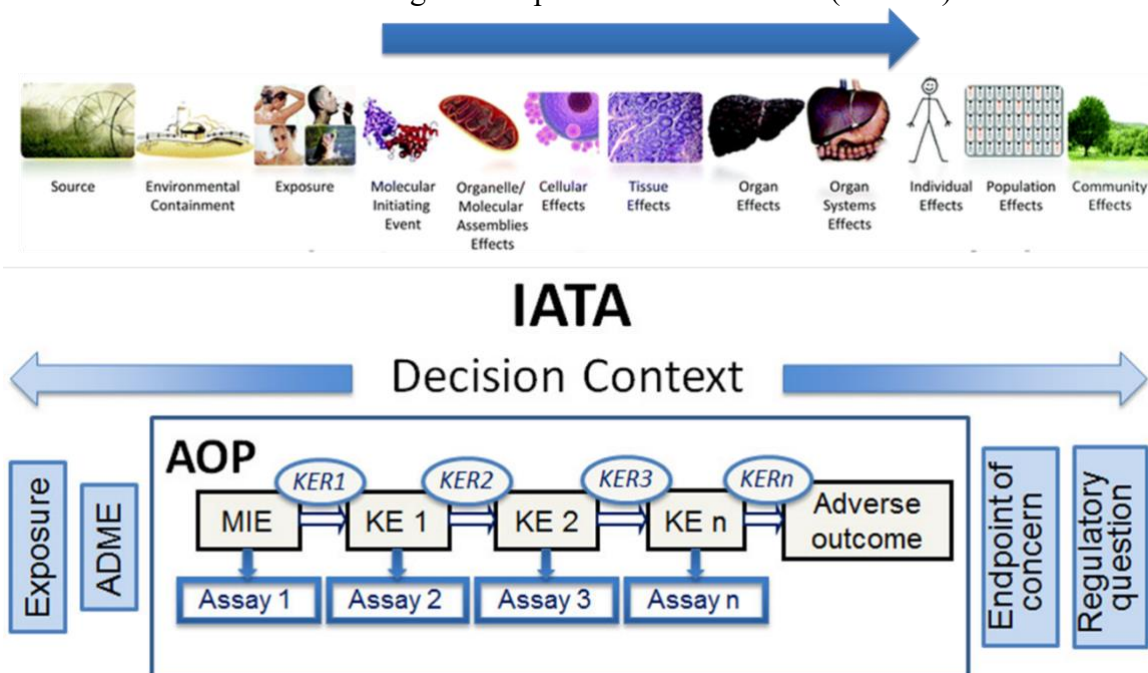 Source
Environmental
Containment
Exposure
Molecular
Initiating
Event
Organelle/
Molecular
Assemblies
Effects
Cellular
Effects
Tissue
Effects
Organ
Effects
Organ
Systems
Effects
Individual
Effects
Population
Effects
Community
Effects
IATA
Decision Context
Exposure
ADME
AOP
KER1
KER2
KER3
KERn
MIE
KE 1
KE 2
KE n
Adverse
outcome
Assay 1
Assay 2
Assay 3
Assay n
Endpoint of
concern
Regulatory
question